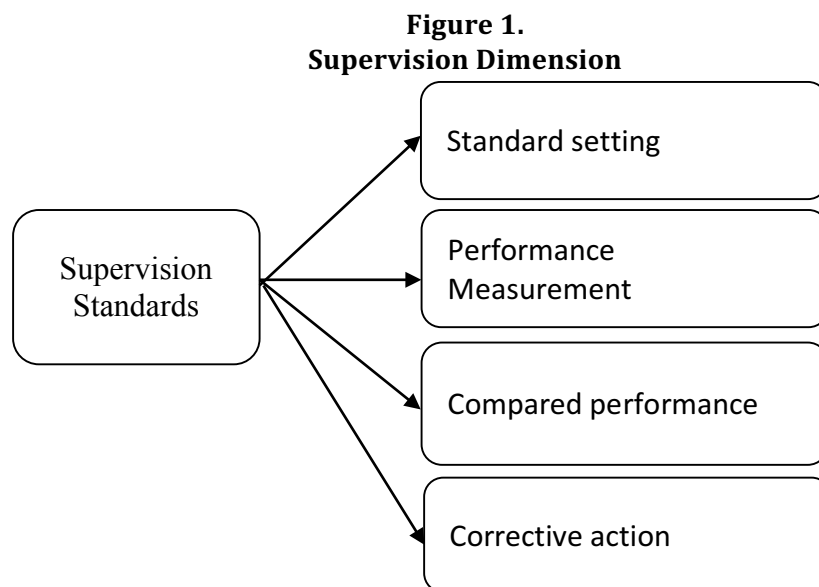 Figure 1.
Supervision Dimension
Standard setting
Supervision
Standards
Performance
Measurement
Compared performance
Corrective action